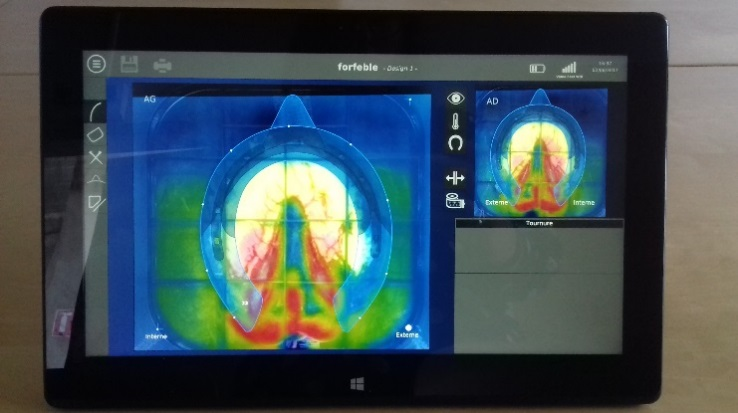 forfeble - Design 1 -
AG
AD
Externe
Interne
Tournure
Interne
Externe